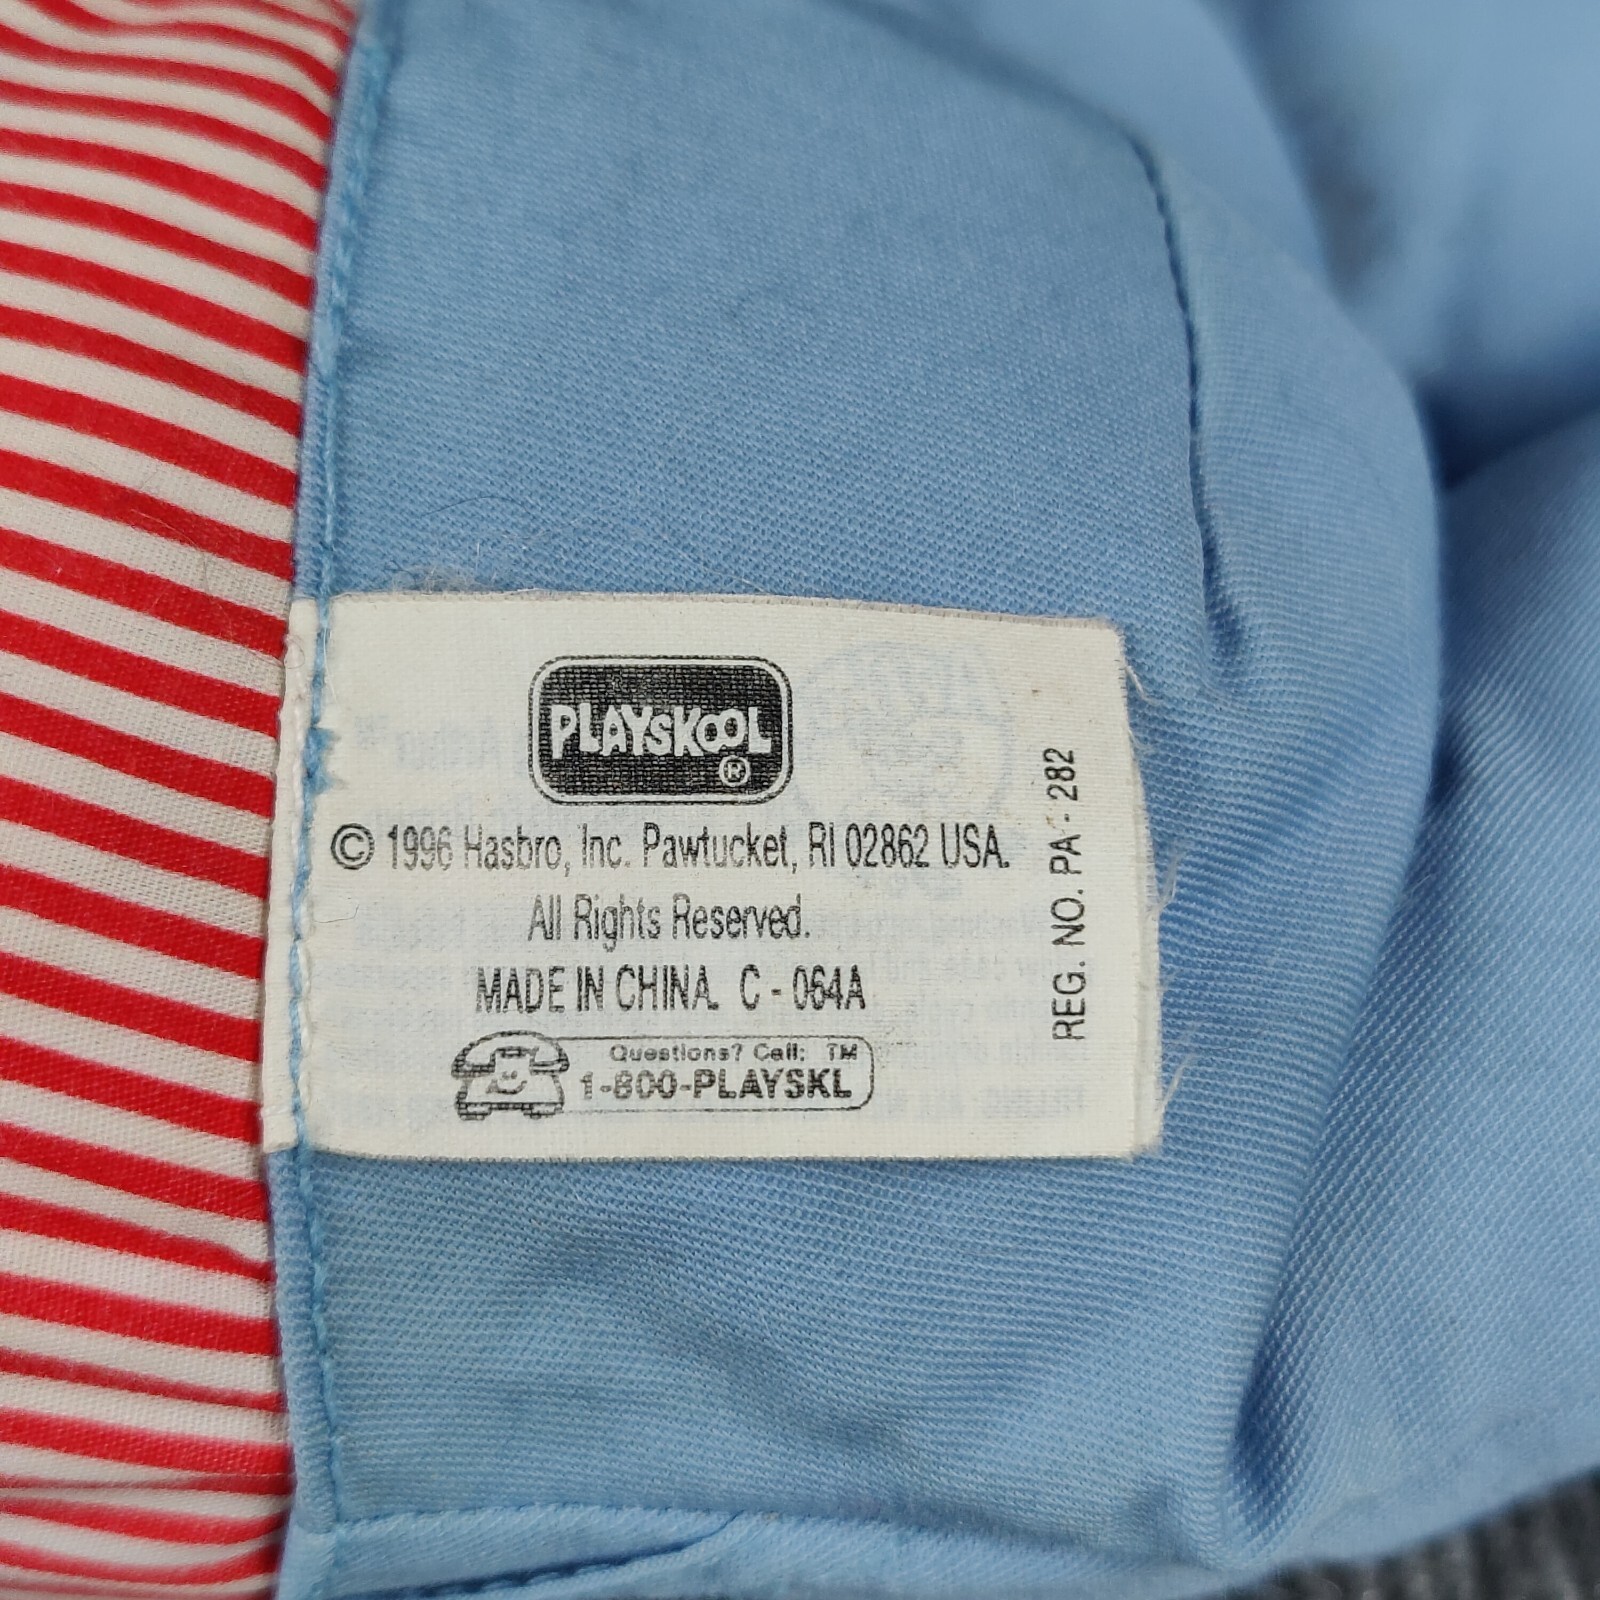 PLAYSKOOL
®
© 1996 Hasbro, Inc. Pawtucket, RI 02862 USA.
All Rights Reserved.
MADE IN CHINA. C - 064A
Questions? Call: TM
1-800-PLAYSKL
REG. NO. PA - 282